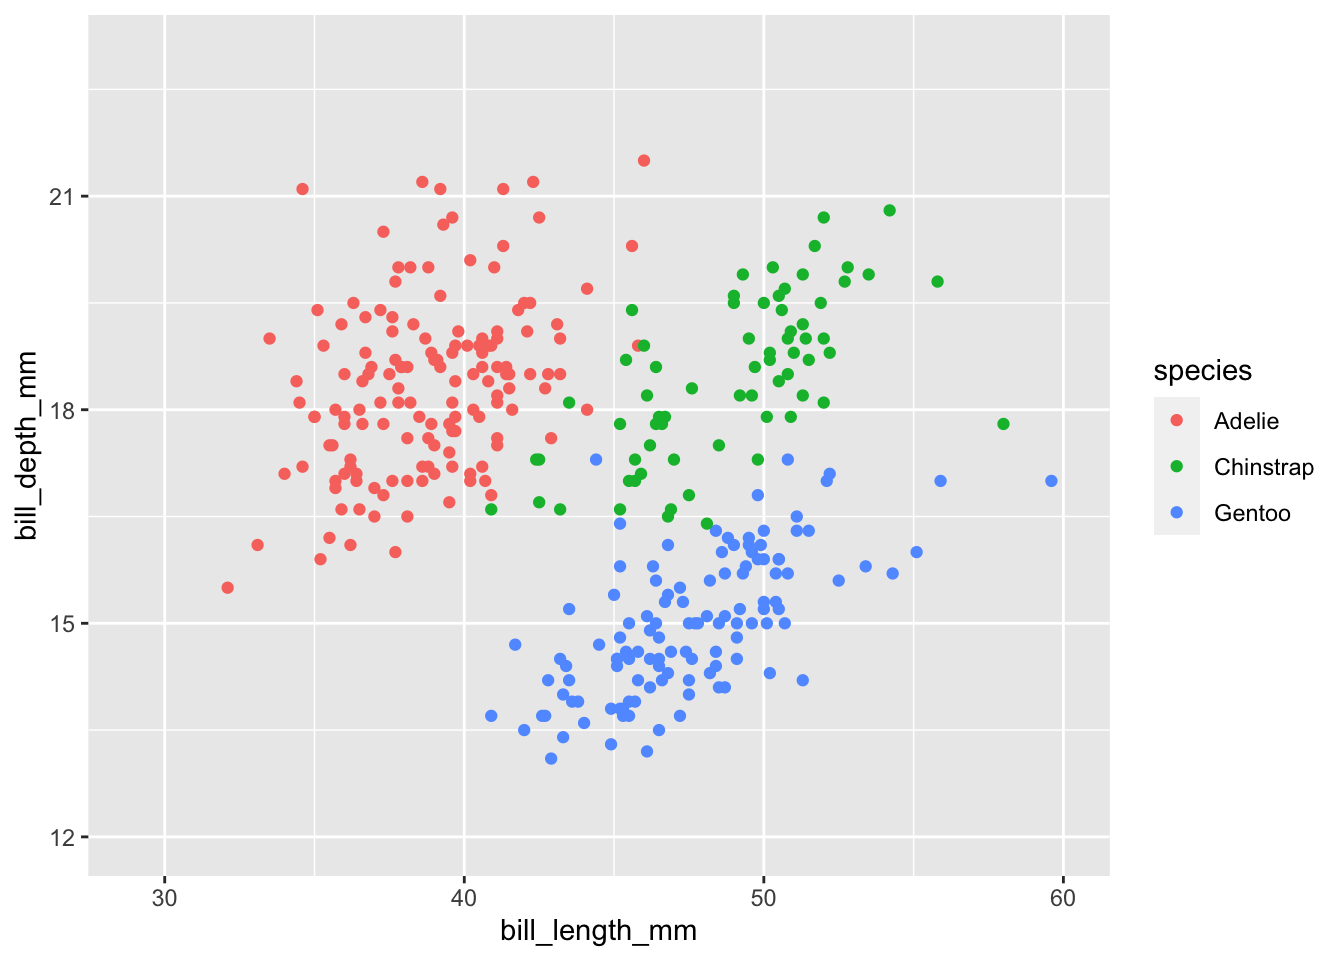 21
18
15
12
bill_depth_mm
30 40 50 60
bill_length_mm
species
Adelie
Chinstrap
Gentoo